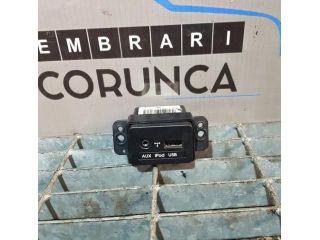 EMBRARI
CORUNCA
AUX iPod USB